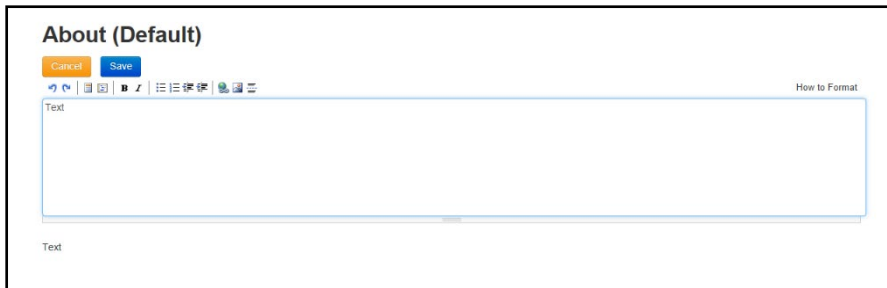 About (Default)
Cancel Save
B I How to Format
Text
Text